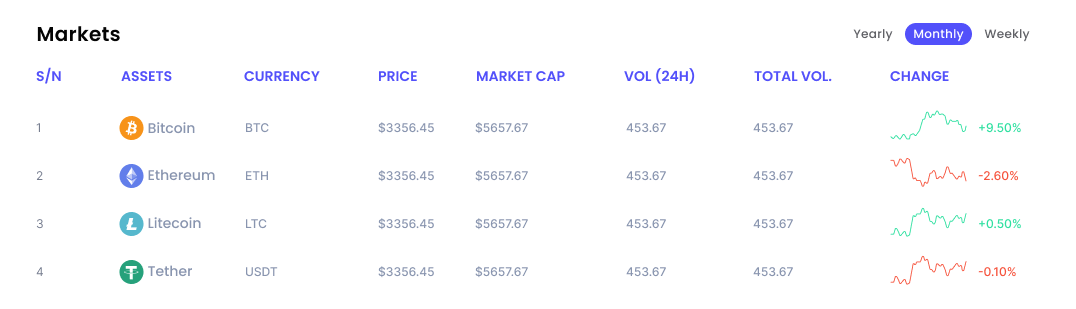 Markets Yearly Monthly Weekly
S/N ASSETS CURRENCY PRICE MARKET CAP VOL (24H) TOTAL VOL. CHANGE
1 Bitcoin BTC $3356.45 $5657.67 453.67 453.67 +9.50%
2 Ethereum ETH $3356.45 $5657.67 453.67 453.67 -2.60%
3 Litecoin LTC $3356.45 $5657.67 453.67 453.67 +0.50%
4 Tether USDT $3356.45 $5657.67 453.67 453.67 -0.10%